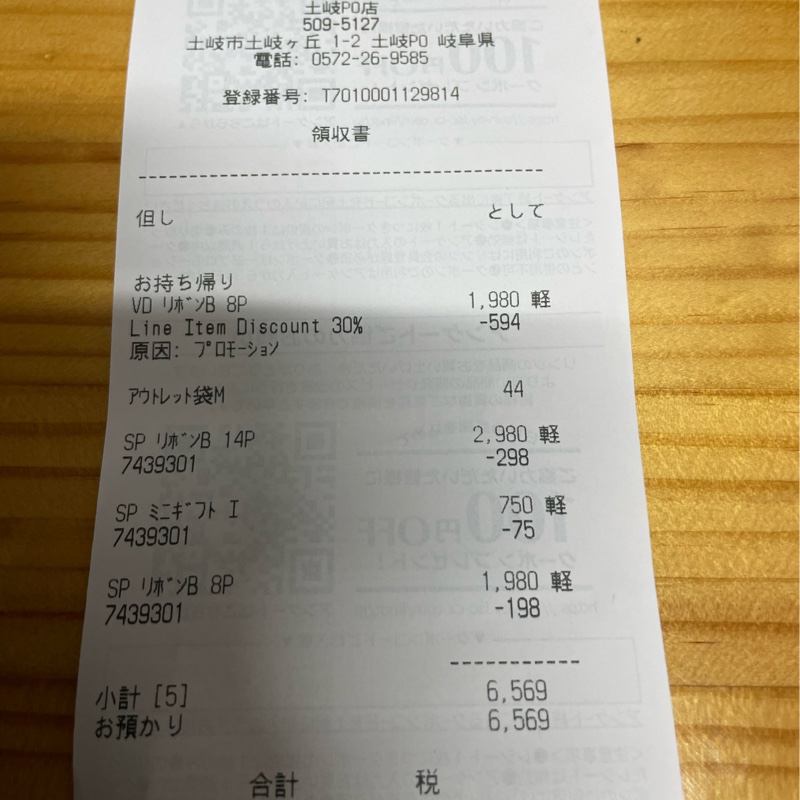 土岐PO店
509-5127
土岐市土岐ヶ丘 1-2 土岐PO 岐阜県
電話: 0572-26-9585
登録番号: T7010001129814
領収書
--------------------------------
但し として
お持ち帰り
VD ﾘﾎﾞﾝB 8P 1,980 軽
Line Item Discount 30% -594
原因: ﾌﾟﾛﾓｰｼｮﾝ
ｱｳﾄﾚｯﾄ袋M 44
SP ﾘﾎﾞﾝB 14P 2,980 軽
7439301 -298
SP ﾐﾆｷﾞﾌﾄ I 750 軽
7439301 -75
SP ﾘﾎﾞﾝB 8P 1,980 軽
7439301 -198
-----------
小計 [5] 6,569
お預かり 6,569
合計 税